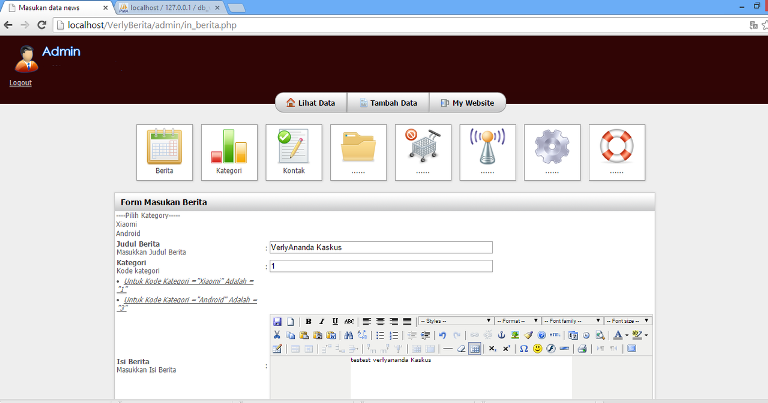 Masukan data news
localhost / 127.0.0.1 / db_
localhost/VerlyBerita/admin/in_berita.php
Admin
Logout
Lihat Data
Tambah Data
My Website
Berita
Kategori
Kontak
......
......
......
......
......
Form Masukan Berita
----Pilih Kategory-----
Xiaomi
Android
Judul Berita
Masukkan Judul Berita
: VerlyAnanda Kaskus
Kategori
Kode kategori
: 1
• Untuk Kode Kategori ="Xiaomi" Adalah =
"1"
• Untuk Kode Kategori ="Android" Adalah =
"3"
B I U ABC
-- Styles --
-- Format --
-- Font family --
-- Font size --
HTML
Isi Berita
Masukkan Isi Berita
:
testest verlyananda Kaskus